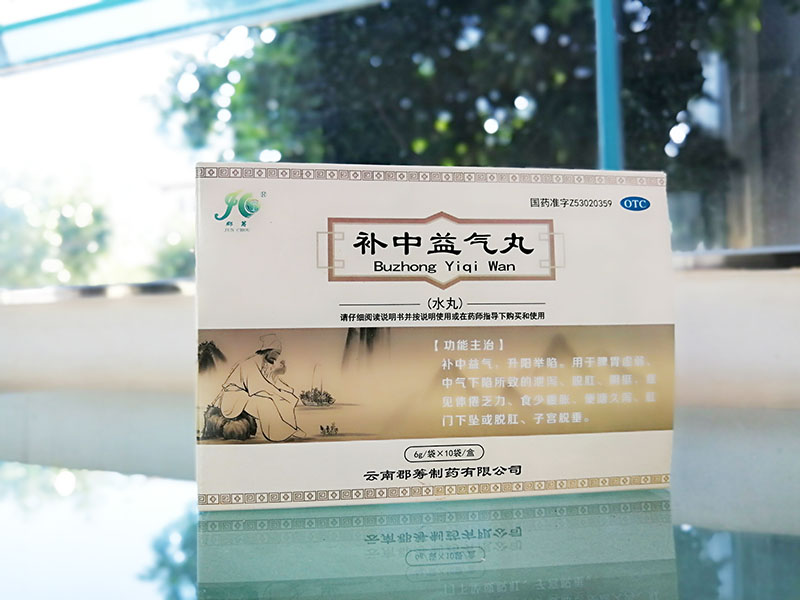 郡筹
JUN CHOU
®
国药准字Z53020359
OTC
补中益气丸
Buzhong Yiqi Wan
(水丸)
请仔细阅读说明书并按说明使用或在药师指导下购买和使用
【功能主治】
补中益气、升阳举陷。用于脾胃虚弱、
中气下陷所致的泄泻、脱肛、阴挺，症
见体倦乏力、食少腹胀、便溏久泻、肛
门下坠或脱肛、子宫脱垂。
6g/袋×10袋/盒
云南郡筹制药有限公司